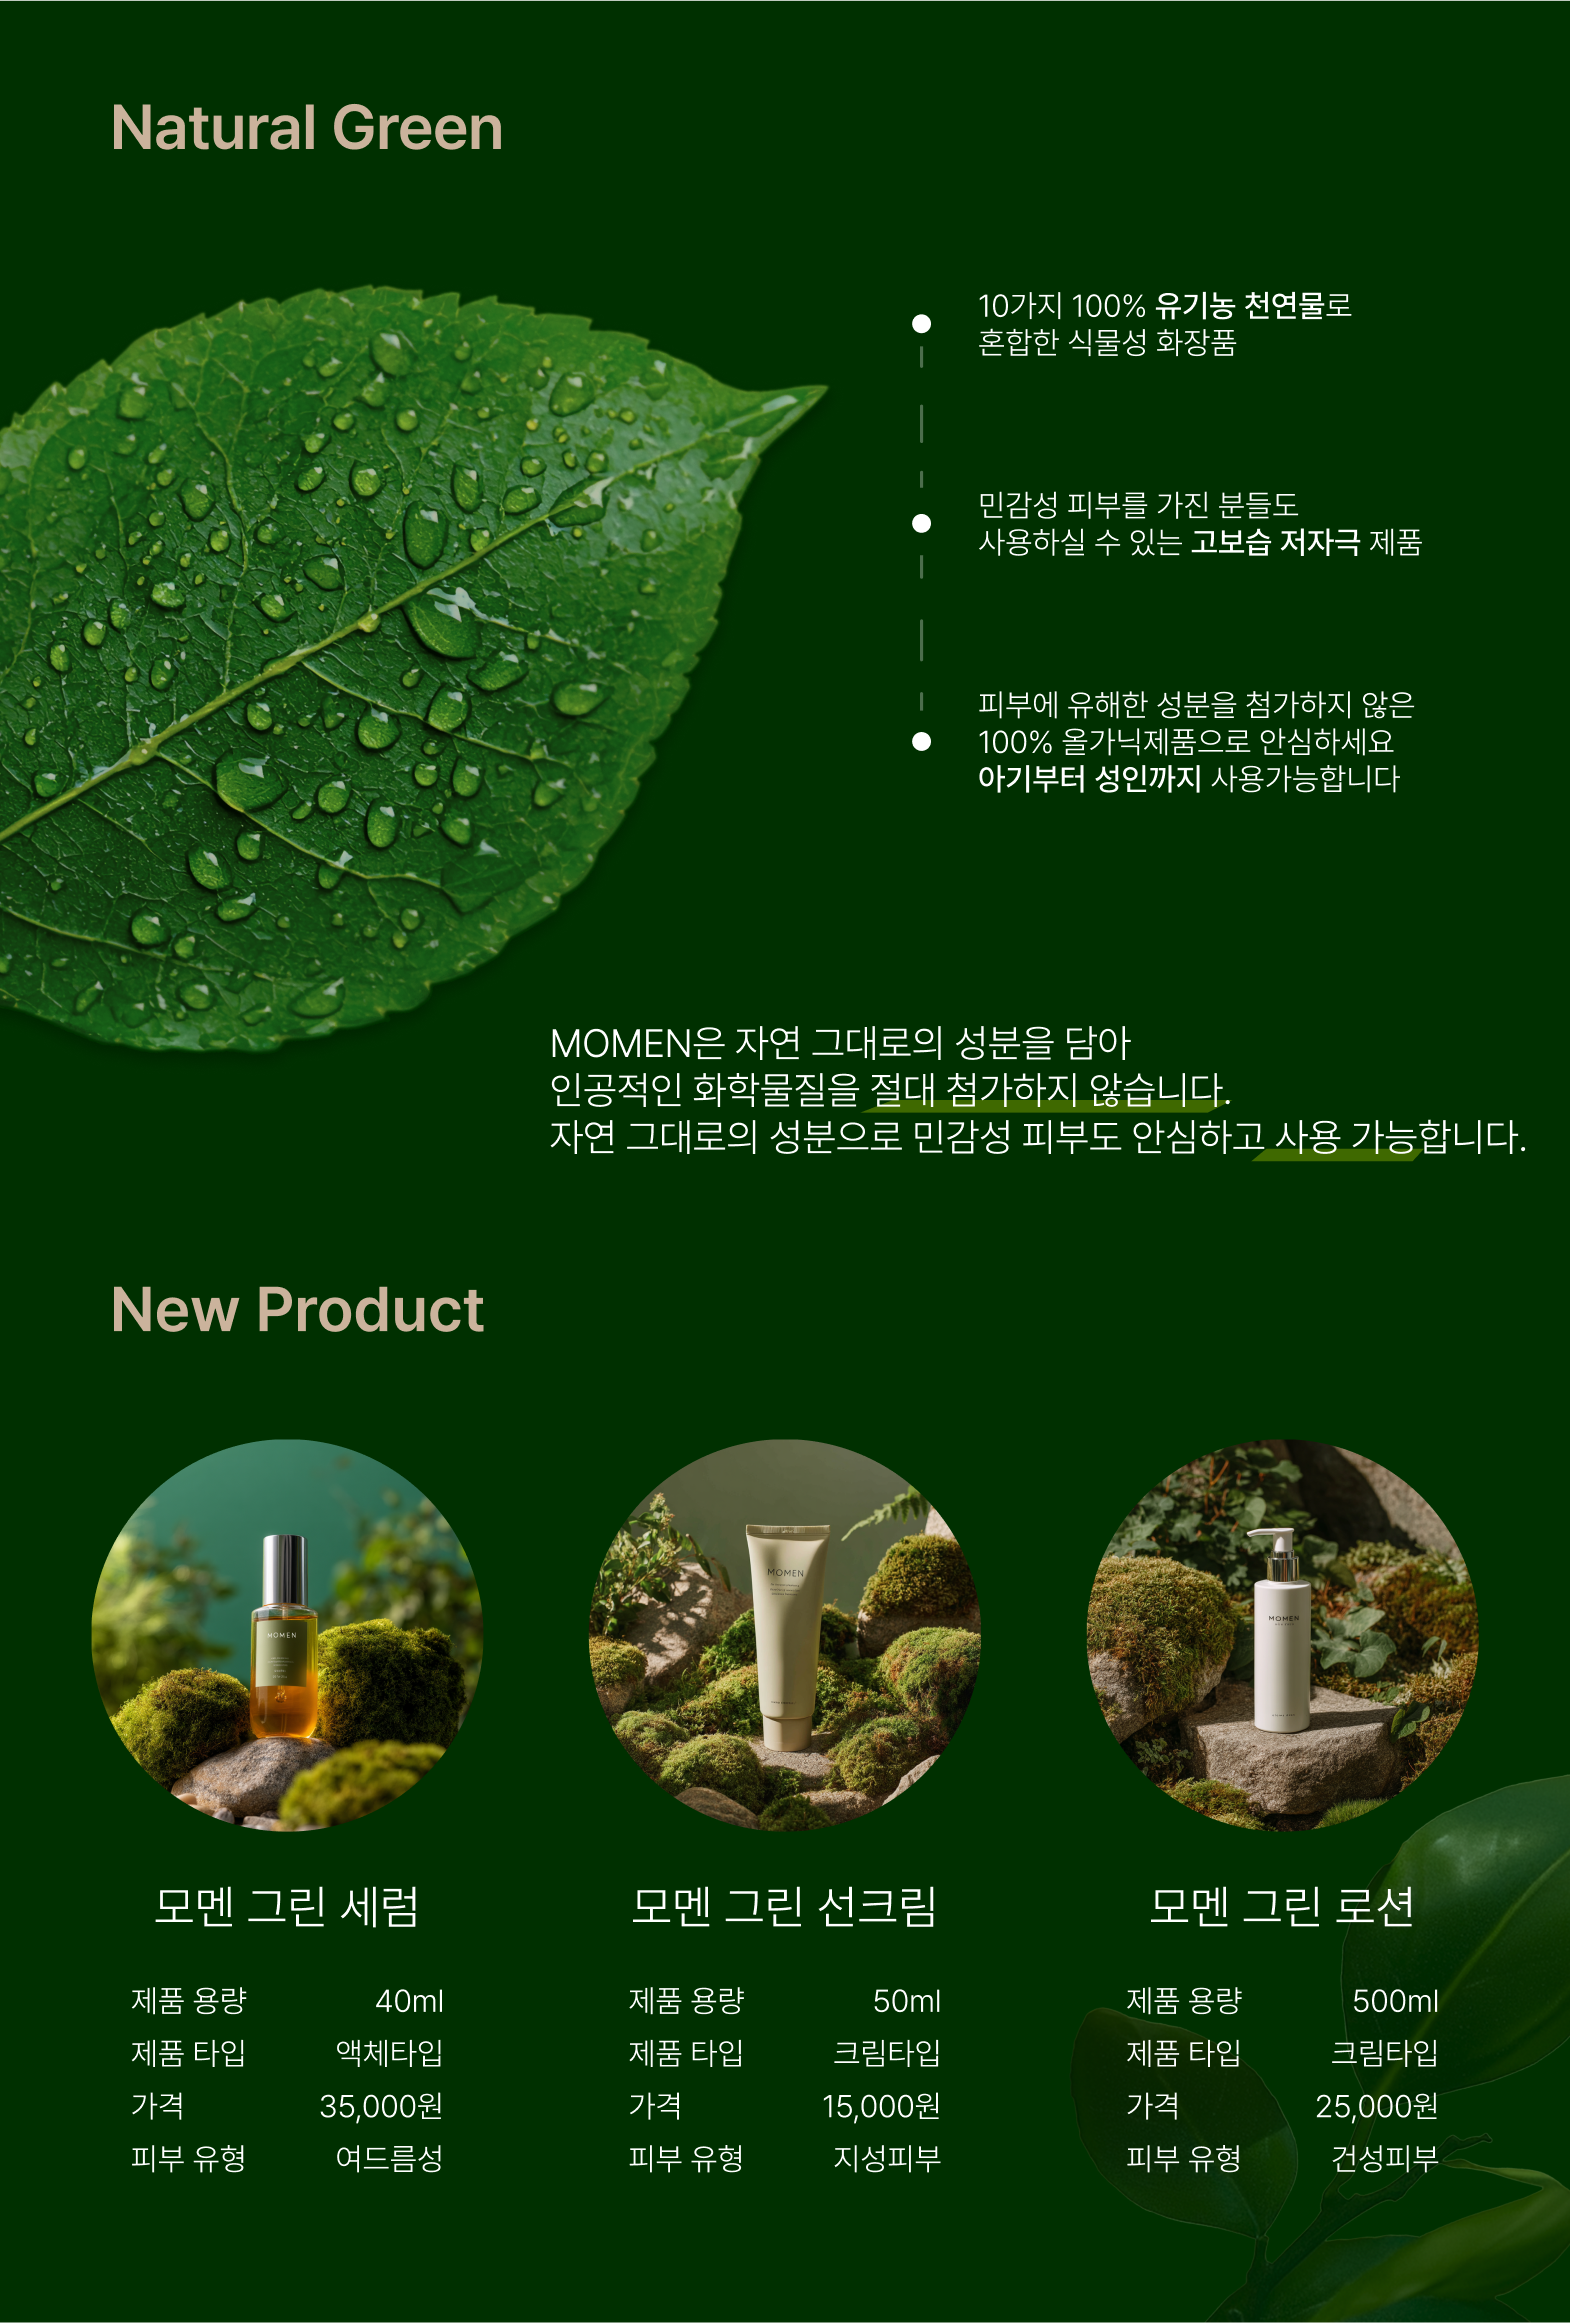 Natural Green
10가지 100% 유기농 천연물로
혼합한 식물성 화장품
민감성 피부를 가진 분들도
사용하실 수 있는 고보습 저자극 제품
피부에 유해한 성분을 첨가하지 않은
100% 올가닉제품으로 안심하세요
아기부터 성인까지 사용가능합니다
MOMEN은 자연 그대로의 성분을 담아
인공적인 화학물질을 절대 첨가하지 않습니다.
자연 그대로의 성분으로 민감성 피부도 안심하고 사용 가능합니다.
New Product
MOMEN
MOMEN
MOMEN
모멘 그린 세럼
모멘 그린 선크림
모멘 그린 로션
제품 용량 40ml
제품 타입 액체타입
가격 35,000원
피부 유형 여드름성
제품 용량 50ml
제품 타입 크림타입
가격 15,000원
피부 유형 지성피부
제품 용량 500ml
제품 타입 크림타입
가격 25,000원
피부 유형 건성피부